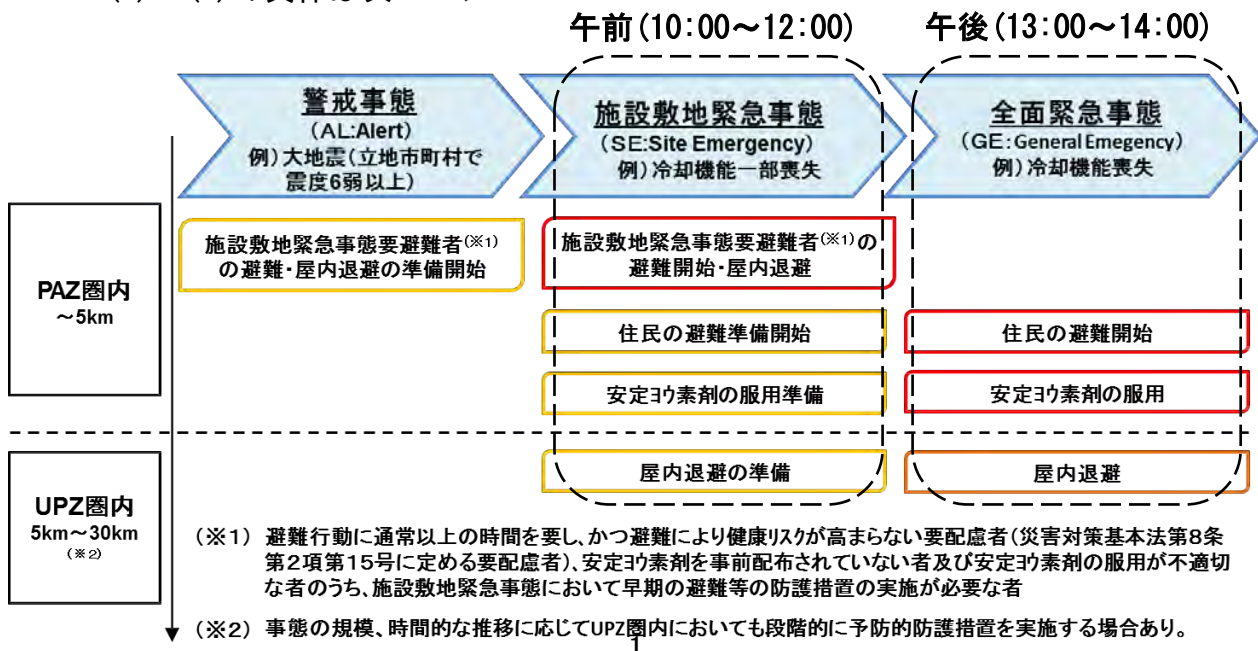 午前(10:00～12:00)
午後(13:00～14:00)
警戒事態
(AL:Alert)
例)大地震(立地市町村で
震度6弱以上)
施設敷地緊急事態
(SE:Site Emergency)
例)冷却機能一部喪失
全面緊急事態
(GE:General Emegency)
例)冷却機能喪失
PAZ圏内
～5km
施設敷地緊急事態要避難者(※1)
の避難・屋内退避の準備開始
施設敷地緊急事態要避難者(※1)の
避難開始・屋内退避
住民の避難準備開始
住民の避難開始
安定ヨウ素剤の服用準備
安定ヨウ素剤の服用
UPZ圏内
5km～30km
(※2)
屋内退避の準備
屋内退避
(※1) 避難行動に通常以上の時間を要し、かつ避難により健康リスクが高まらない要配慮者(災害対策基本法第8条
第2項第15号に定める要配慮者)、安定ヨウ素剤を事前配布されていない者及び安定ヨウ素剤の服用が不適切
な者のうち、施設敷地緊急事態において早期の避難等の防護措置の実施が必要な者
(※2) 事態の規模、時間的な推移に応じてUPZ圏内においても段階的に予防的防護措置を実施する場合あり。
1